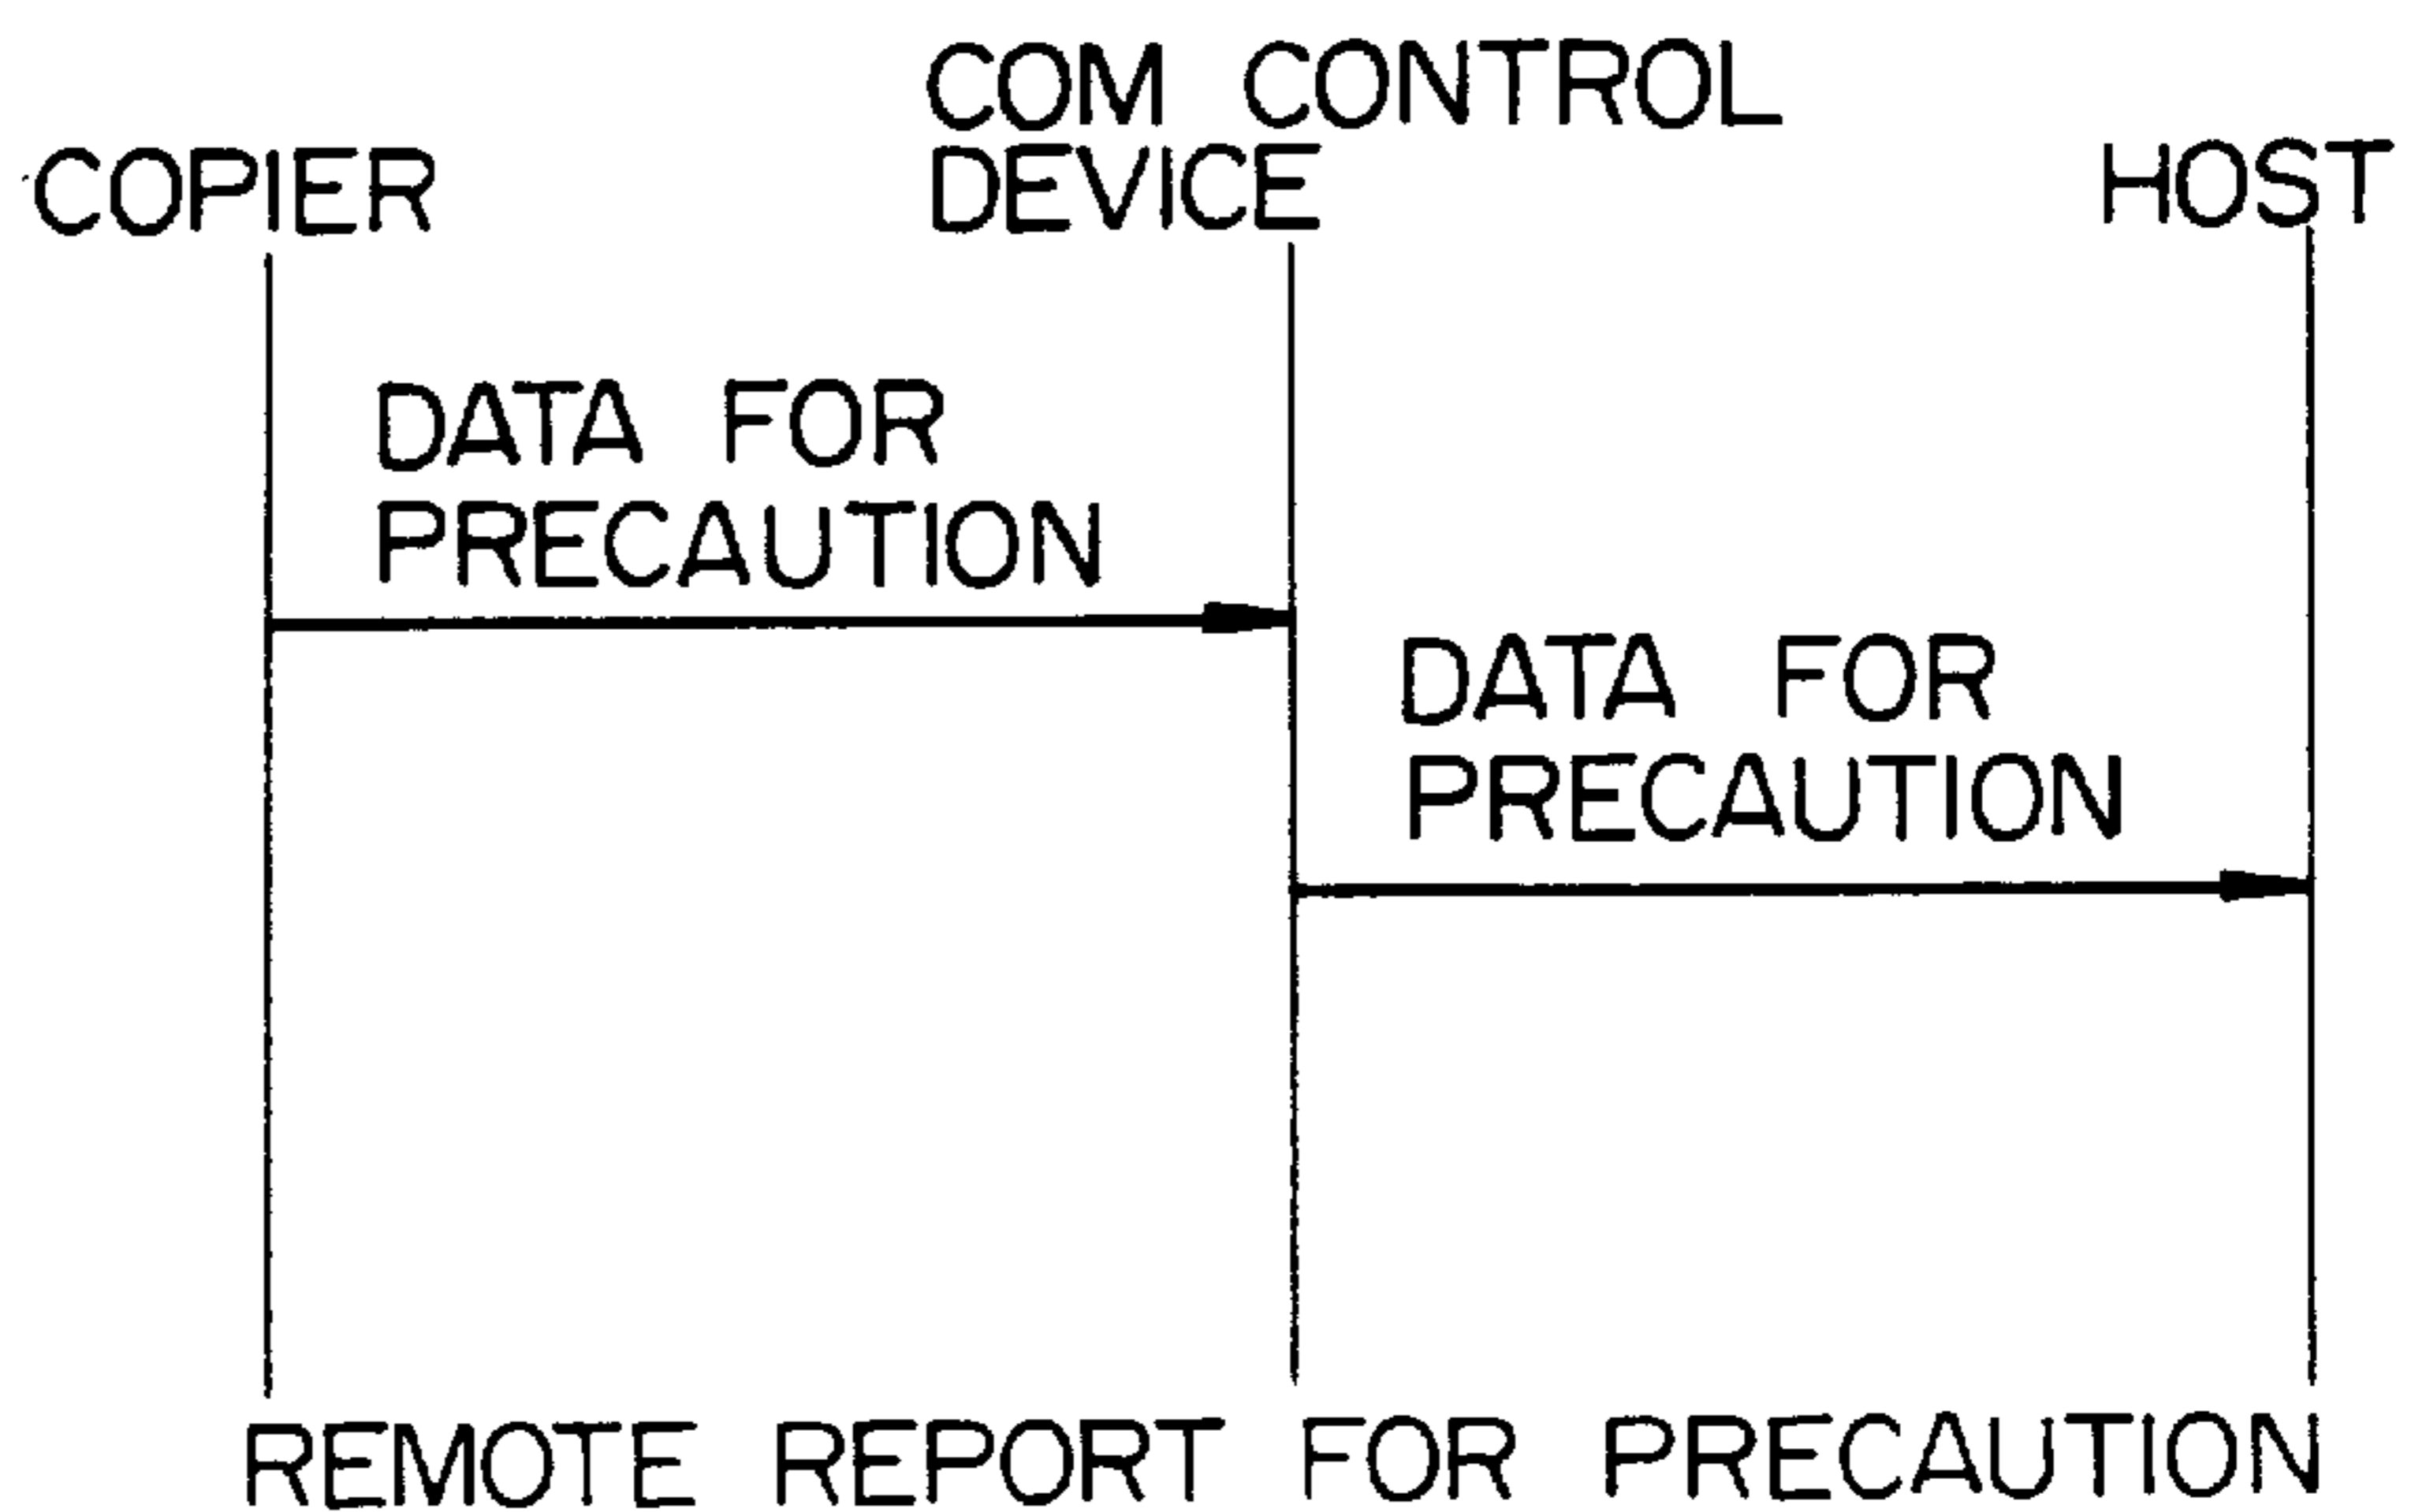 COM CONTROL
COPIER DEVICE HOST
DATA FOR
PRECAUTION
DATA FOR
PRECAUTION
REMOTE REPORT FOR PRECAUTION